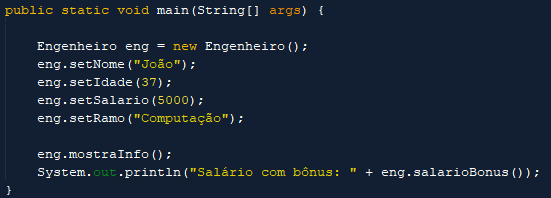 public static void main(String[] args) {
Engenheiro eng = new Engenheiro();
eng.setNome("João");
eng.setIdade(37);
eng.setSalario(5000);
eng.setRamo("Computação");
eng.mostraInfo();
System.out.println("Salário com bônus: " + eng.salarioBonus());
}